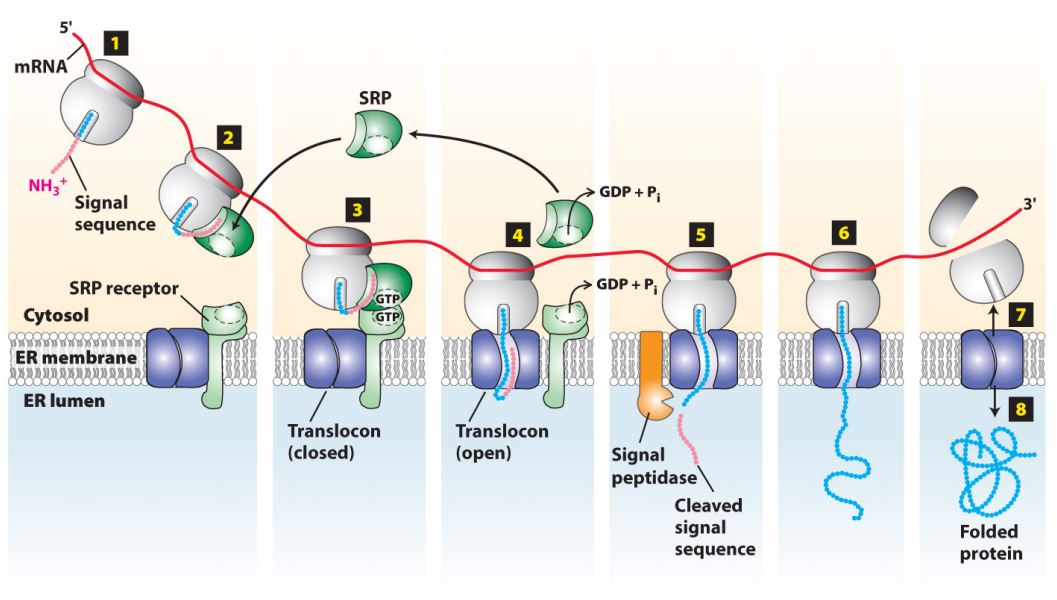 5'
1
mRNA
NH₃⁺
Signal
sequence
2
SRP
GDP + Pᵢ
3
GTP
GTP
4
GDP + Pᵢ
5
6
3'
7
8
SRP receptor
Cytosol
ER membrane
ER lumen
Translocon
(closed)
Translocon
(open)
Signal
peptidase
Cleaved
signal
sequence
Folded
protein